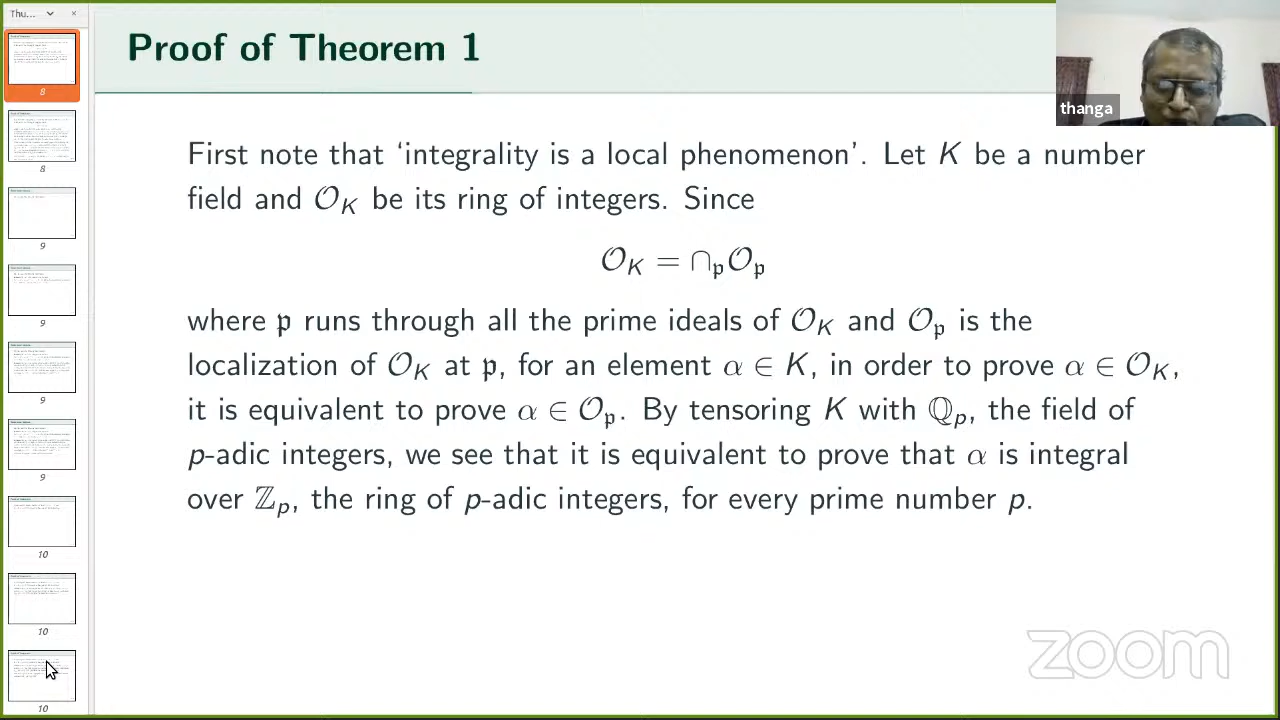 Thu...
8
8
9
9
9
9
10
10
10
Proof of Theorem 1
thanga
First note that ‘integrality is a local phenomenon’. Let K be a number
field and 𝒪_K be its ring of integers. Since
𝒪_K = ∩_𝔭 𝒪_𝔭
where 𝔭 runs through all the prime ideals of 𝒪_K and 𝒪_𝔭 is the
localization of 𝒪_K at 𝔭, for an element α ∈ K, in order to prove α ∈ 𝒪_K,
it is equivalent to prove α ∈ 𝒪_𝔭. By tensoring K with ℚ_p, the field of
p-adic integers, we see that it is equivalent to prove that α is integral
over ℤ_p, the ring of p-adic integers, for every prime number p.
zoom